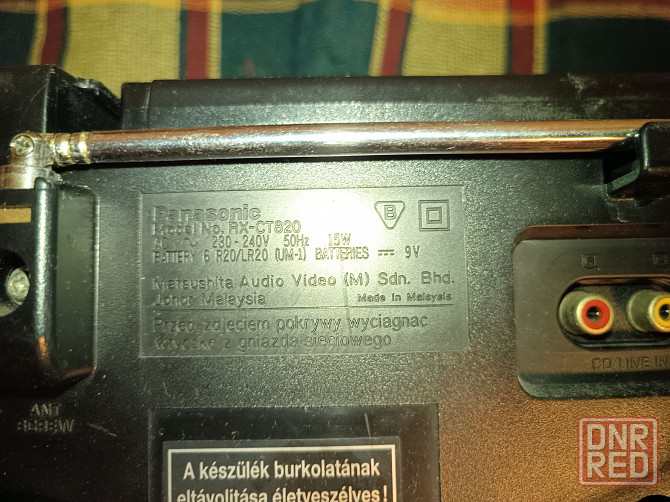 Panasonic
Model No. RX-CT820
AC 230-240V 50Hz 15W
BATTERY 6 R20/LR20 (UM-1) BATTERIES ⎓ 9V
B
Matsushita Audio Video (M) Sdn. Bhd.
Johor Malaysia Made in Malaysia
Przed zdjeciem pokrywy wyciagnac
wtyczke z gniazda sieciowego
CD/LINE IN
ANT
A készülék burkolatának
eltávolítása életveszélyes!
DNR
RED